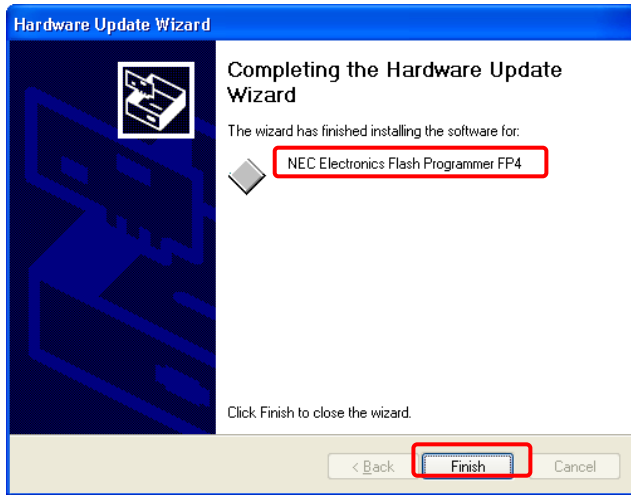 Hardware Update Wizard
Completing the Hardware Update
Wizard
The wizard has finished installing the software for:
NEC Electronics Flash Programmer FP4
Click Finish to close the wizard.
< Back
Finish
Cancel